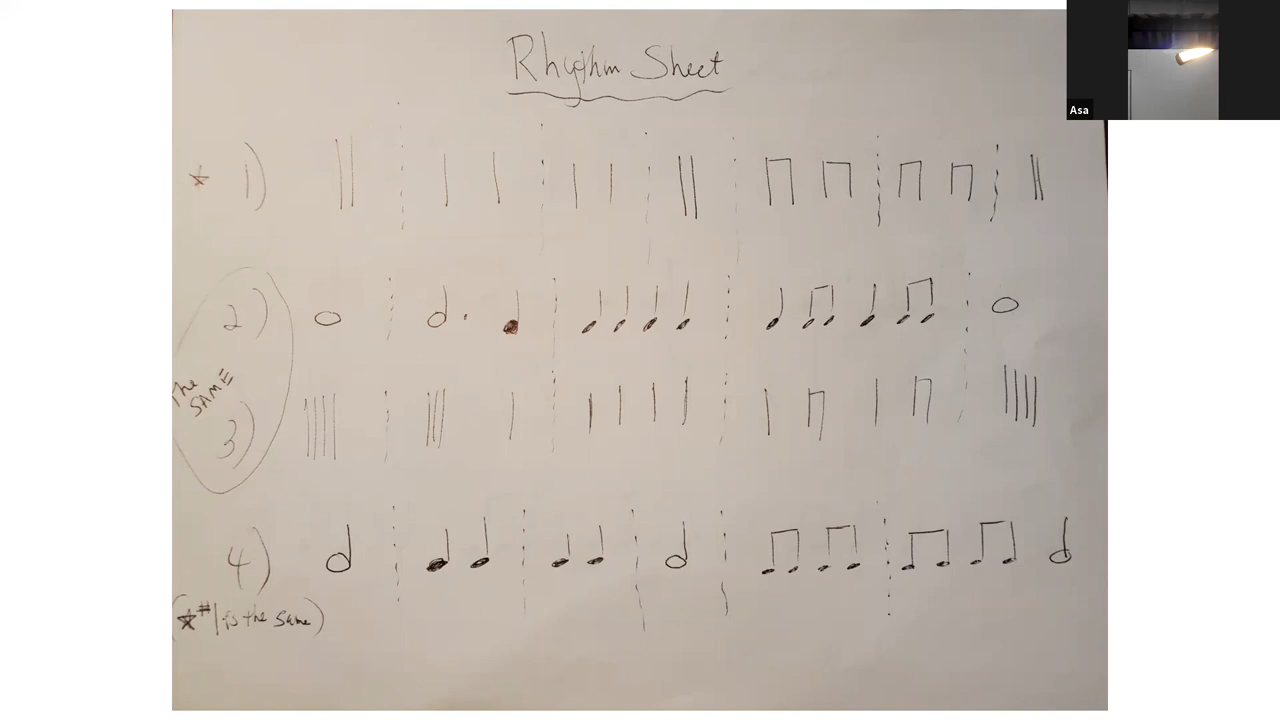 Rhythm Sheet
Asa
1)
2)
The
SAME
3)
4)
(★#1 is the same)